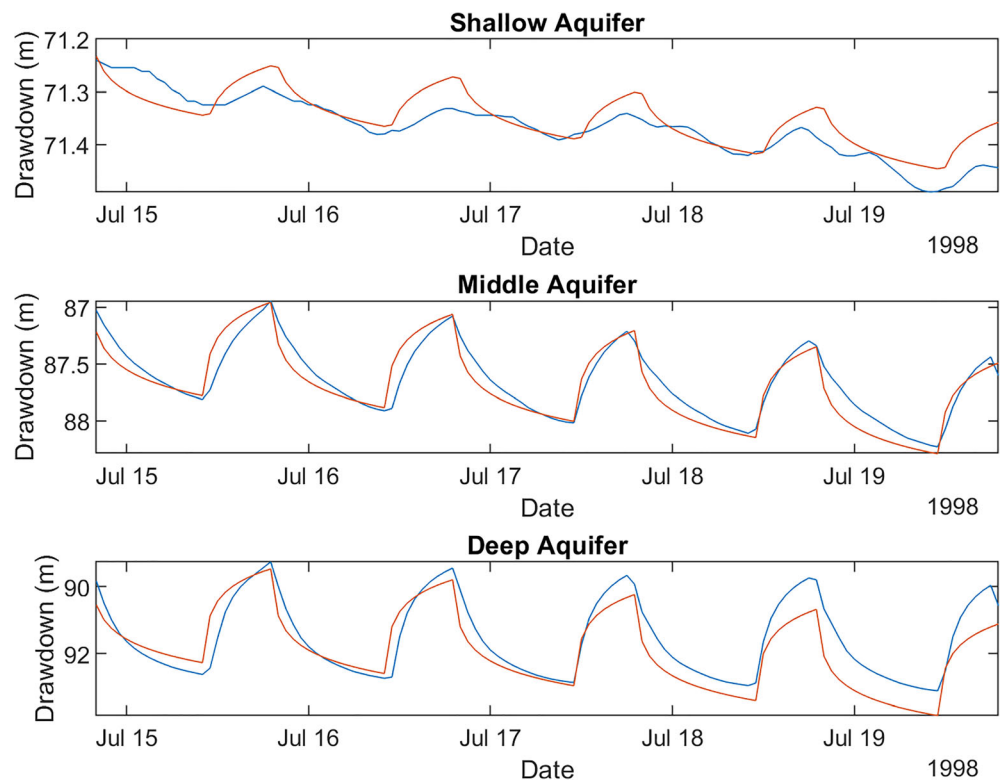 Shallow Aquifer
Drawdown (m)
71.2
71.3
71.4
Jul 15 Jul 16 Jul 17 Jul 18 Jul 19
Date
1998
Middle Aquifer
Drawdown (m)
87
87.5
88
Jul 15 Jul 16 Jul 17 Jul 18 Jul 19
Date
1998
Deep Aquifer
Drawdown (m)
90
92
Jul 15 Jul 16 Jul 17 Jul 18 Jul 19
Date
1998